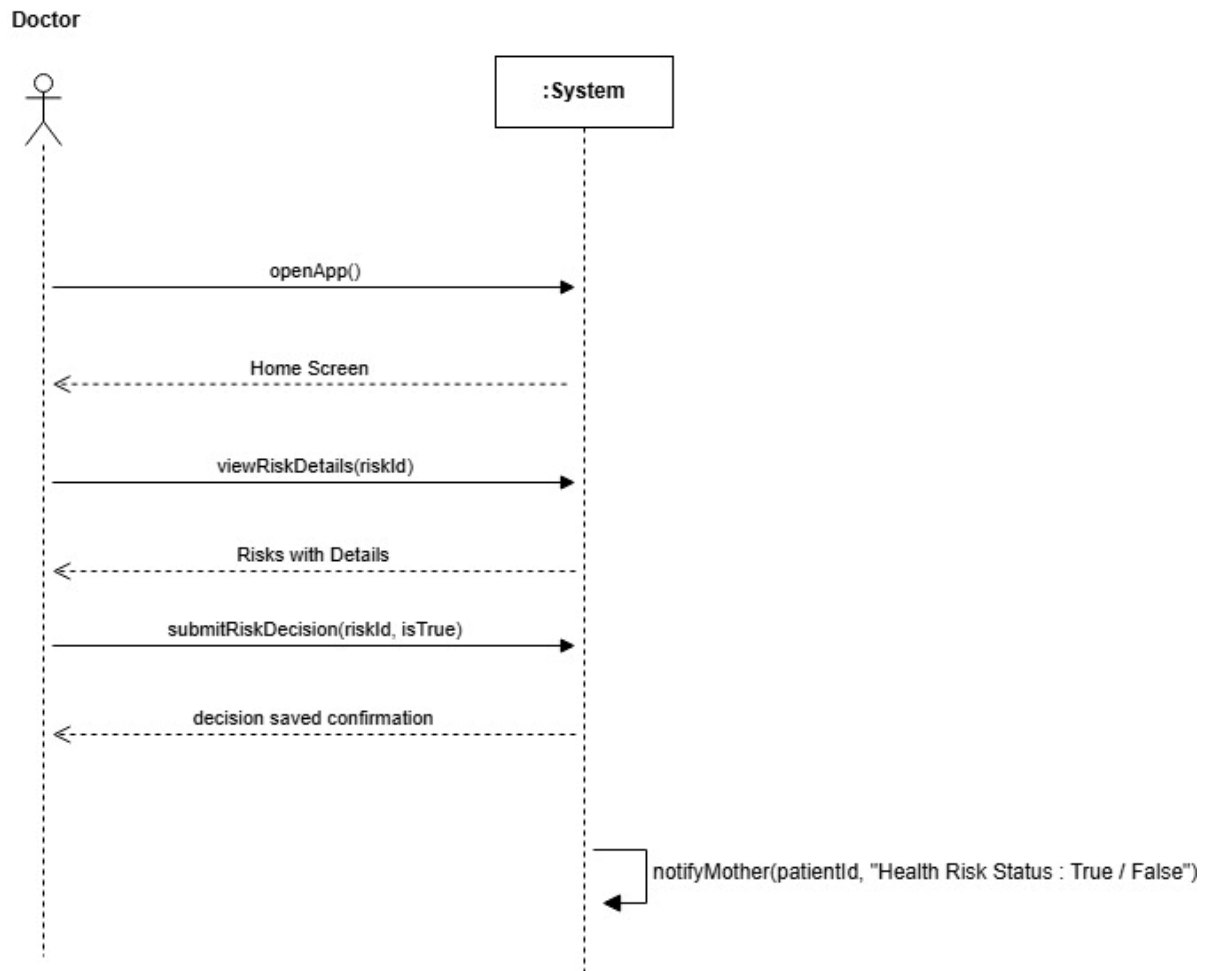 Doctor
:System
openApp()
Home Screen
viewRiskDetails(riskId)
Risks with Details
submitRiskDecision(riskId, isTrue)
decision saved confirmation
notifyMother(patientId, "Health Risk Status : True / False")